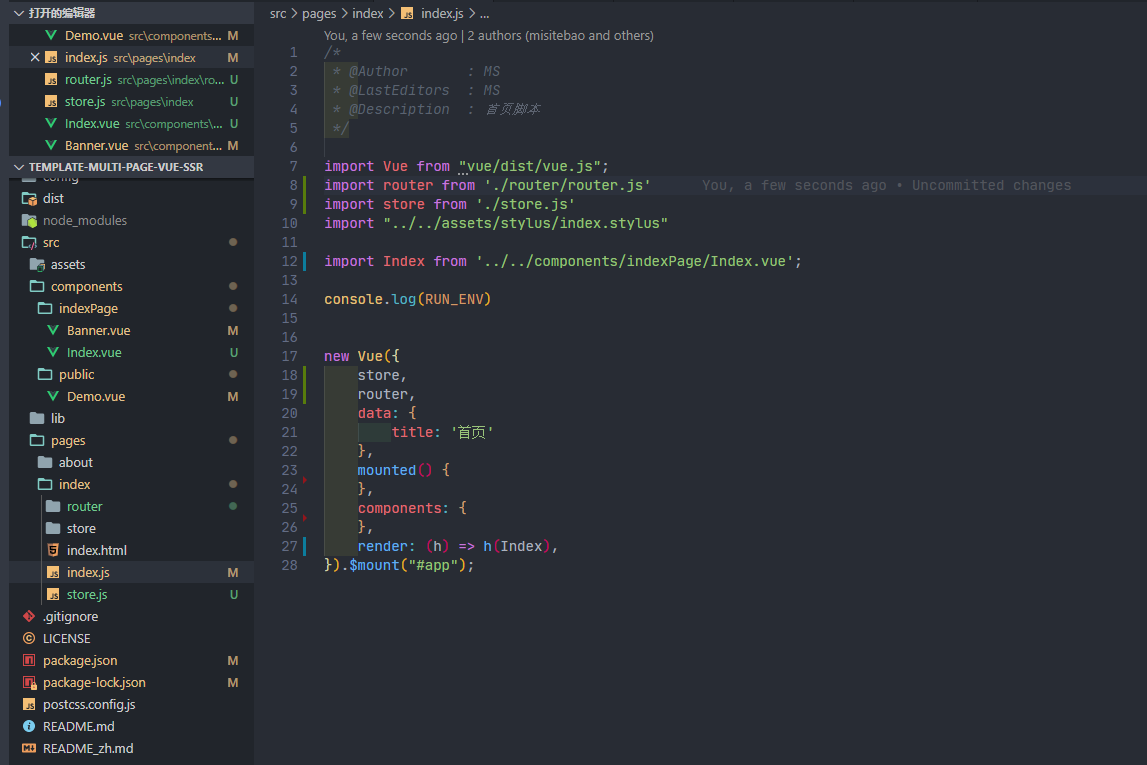 打开的编辑器
Demo.vue src\components... M
index.js src\pages\index M
router.js src\pages\index\ro... U
store.js src\pages\index U
Index.vue src\components\... U
Banner.vue src\component... M
TEMPLATE-MULTI-PAGE-VUE-SSR
config
dist
node_modules
src
assets
components
indexPage
Banner.vue M
Index.vue U
public
Demo.vue M
lib
pages
about
index
router
store
index.html
index.js M
store.js U
.gitignore
LICENSE
package.json M
package-lock.json M
postcss.config.js
README.md
README_zh.md
src > pages > index > JS index.js > ...
You, a few seconds ago | 2 authors (misitebao and others)
1 /*
2 * @Author : MS
3 * @LastEditors : MS
4 * @Description : 首页脚本
5 */
6
7 import Vue from "vue/dist/vue.js";
8 import router from './router/router.js' You, a few seconds ago • Uncommitted changes
9 import store from './store.js'
10 import "../../assets/stylus/index.stylus"
11
12 import Index from '../../components/indexPage/Index.vue';
13
14 console.log(RUN_ENV)
15
16
17 new Vue({
18 store,
19 router,
20 data: {
21 title: '首页'
22 },
23 mounted() {
24 },
25 components: {
26 },
27 render: (h) => h(Index),
28 }).$mount("#app");